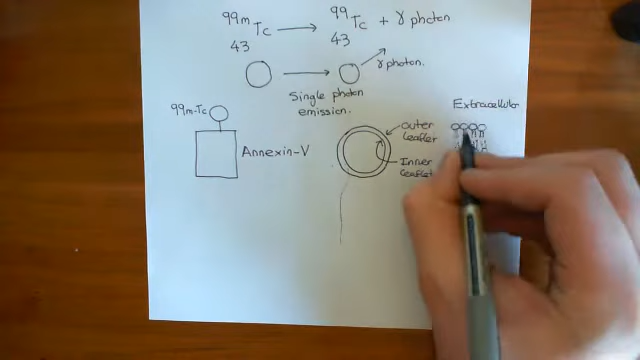 99m Tc → 99 Tc + γ photon
43 43
γ photon.
Single photon
emission.
99m-Tc
Annexin-V
outer
leaflet
Inner
leaflet
Extracellular